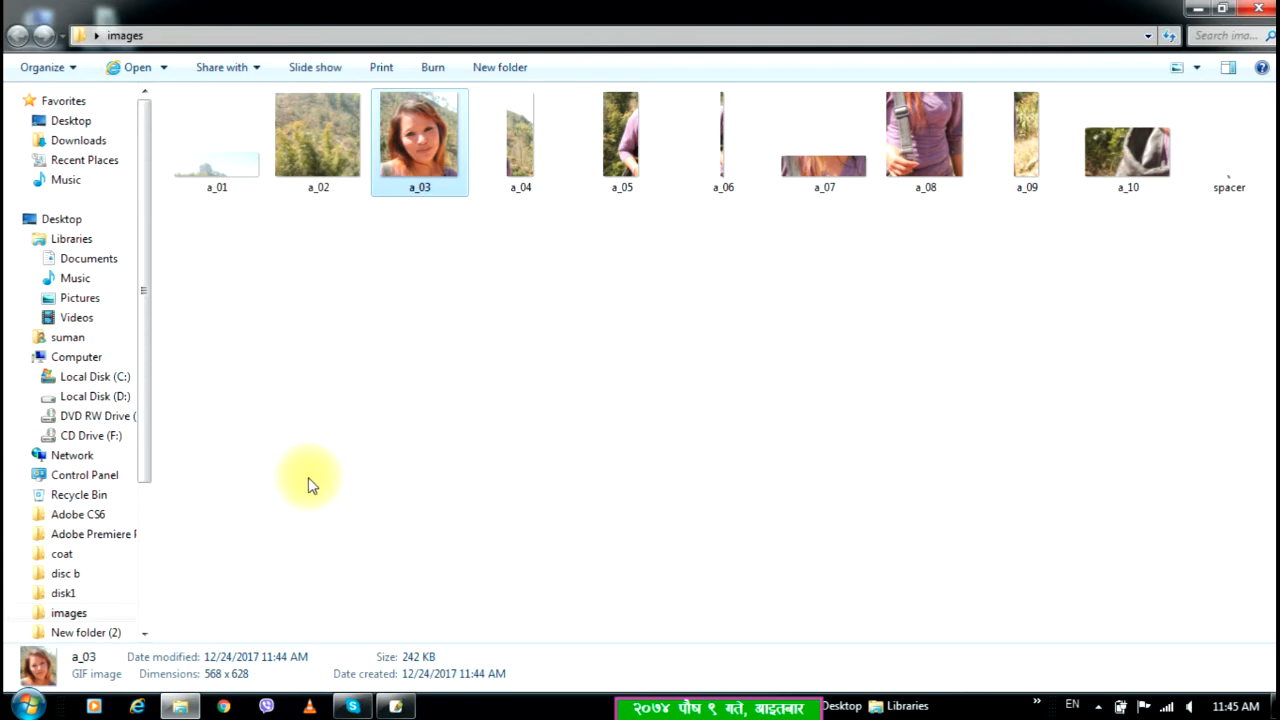 images
Search ima...
Organize Open Share with Slide show Print Burn New folder
Favorites
Desktop
Downloads
Recent Places
Music
Desktop
Libraries
Documents
Music
Pictures
Videos
suman
Computer
Local Disk (C:)
Local Disk (D:)
DVD RW Drive (
CD Drive (F:)
Network
Control Panel
Recycle Bin
Adobe CS6
Adobe Premiere P
coat
disc b
disk1
images
New folder (2)
a_01 a_02 a_03 a_04 a_05 a_06 a_07 a_08 a_09 a_10 spacer
a_03 Date modified: 12/24/2017 11:44 AM Size: 242 KB
GIF image Dimensions: 568 x 628 Date created: 12/24/2017 11:44 AM
२०७४ पौष ९ गते, आइतबार Desktop Libraries » EN 11:45 AM